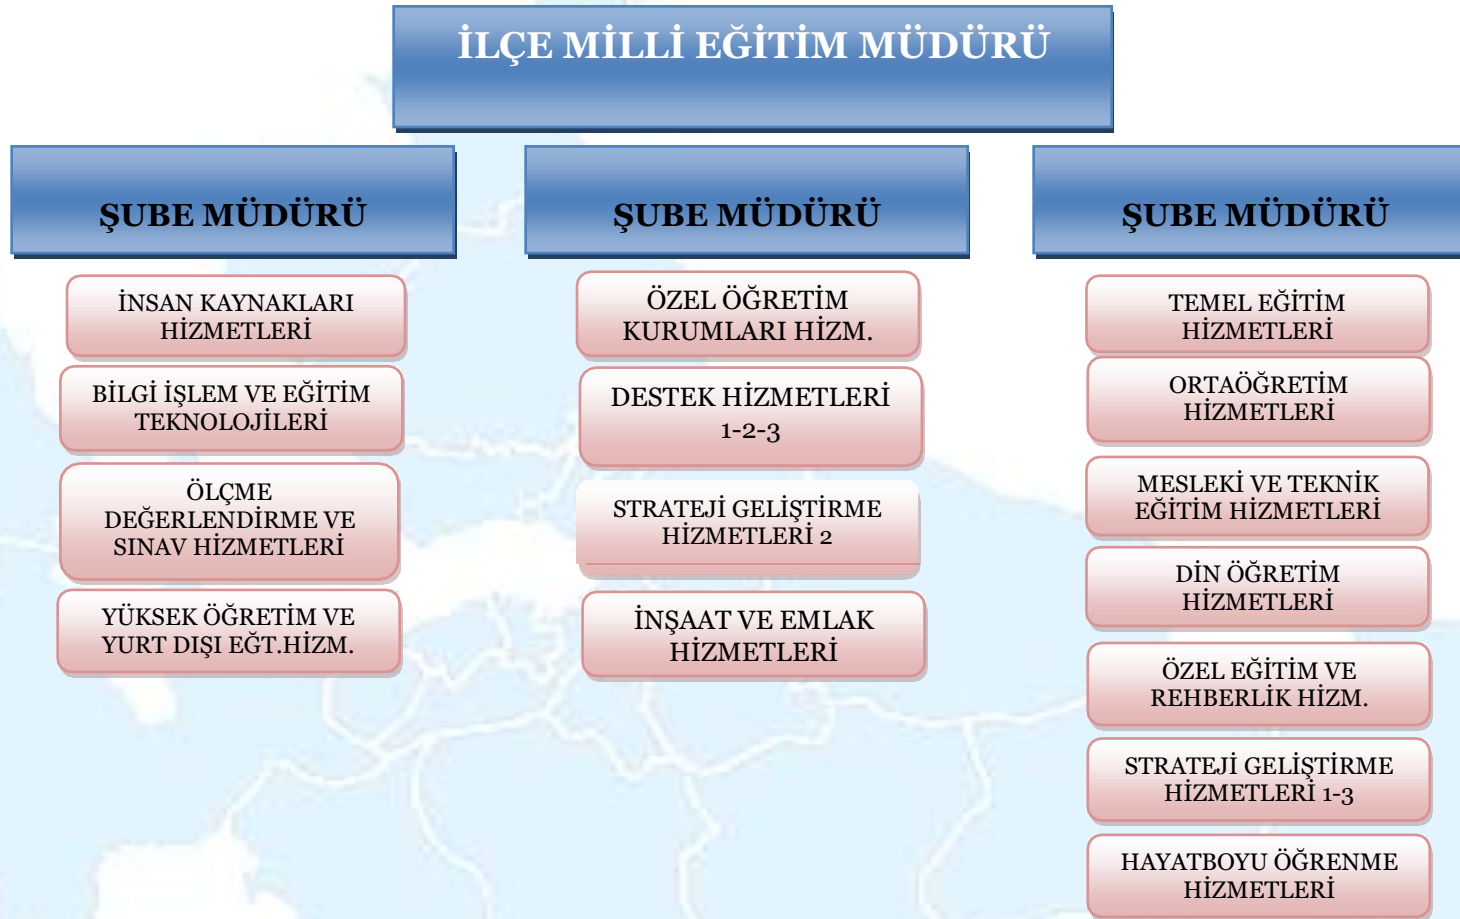 İLÇE MİLLİ EĞİTİM MÜDÜRÜ
ŞUBE MÜDÜRÜ
İNSAN KAYNAKLARI
HİZMETLERİ
BİLGİ İŞLEM VE EĞİTİM
TEKNOLOJİLERİ
ÖLÇME
DEĞERLENDİRME VE
SINAV HİZMETLERİ
YÜKSEK ÖĞRETİM VE
YURT DIŞI EĞT.HİZM.
ŞUBE MÜDÜRÜ
ÖZEL ÖĞRETİM
KURUMLARI HİZM.
DESTEK HİZMETLERİ
1-2-3
STRATEJİ GELİŞTİRME
HİZMETLERİ 2
İNŞAAT VE EMLAK
HİZMETLERİ
ŞUBE MÜDÜRÜ
TEMEL EĞİTİM
HİZMETLERİ
ORTAÖĞRETİM
HİZMETLERİ
MESLEKİ VE TEKNİK
EĞİTİM HİZMETLERİ
DİN ÖĞRETİM
HİZMETLERİ
ÖZEL EĞİTİM VE
REHBERLİK HİZM.
STRATEJİ GELİŞTİRME
HİZMETLERİ 1-3
HAYATBOYU ÖĞRENME
HİZMETLERİ